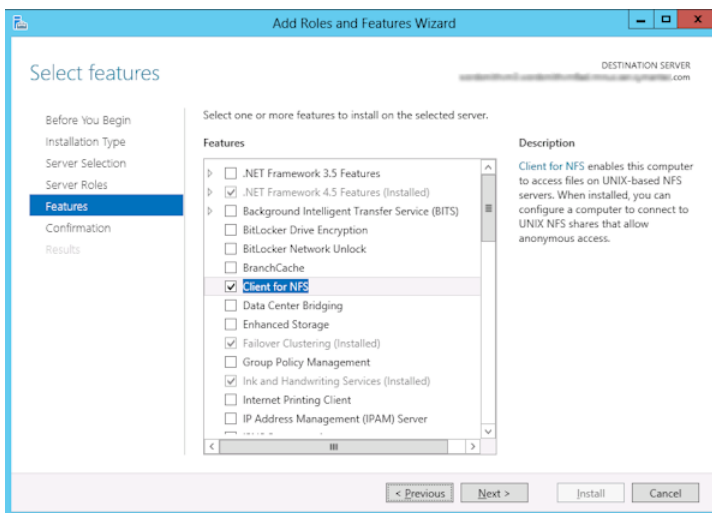 Add Roles and Features Wizard
Select features
DESTINATION SERVER
.com
Before You Begin
Installation Type
Server Selection
Server Roles
Features
Confirmation
Results
Select one or more features to install on the selected server.
Features
.NET Framework 3.5 Features
.NET Framework 4.5 Features (Installed)
Background Intelligent Transfer Service (BITS)
BitLocker Drive Encryption
BitLocker Network Unlock
BranchCache
Client for NFS
Data Center Bridging
Enhanced Storage
Failover Clustering (Installed)
Group Policy Management
Ink and Handwriting Services (Installed)
Internet Printing Client
IP Address Management (IPAM) Server
Description
Client for NFS enables this computer
to access files on UNIX-based NFS
servers. When installed, you can
configure a computer to connect to
UNIX NFS shares that allow
anonymous access.
< Previous
Next >
Install
Cancel